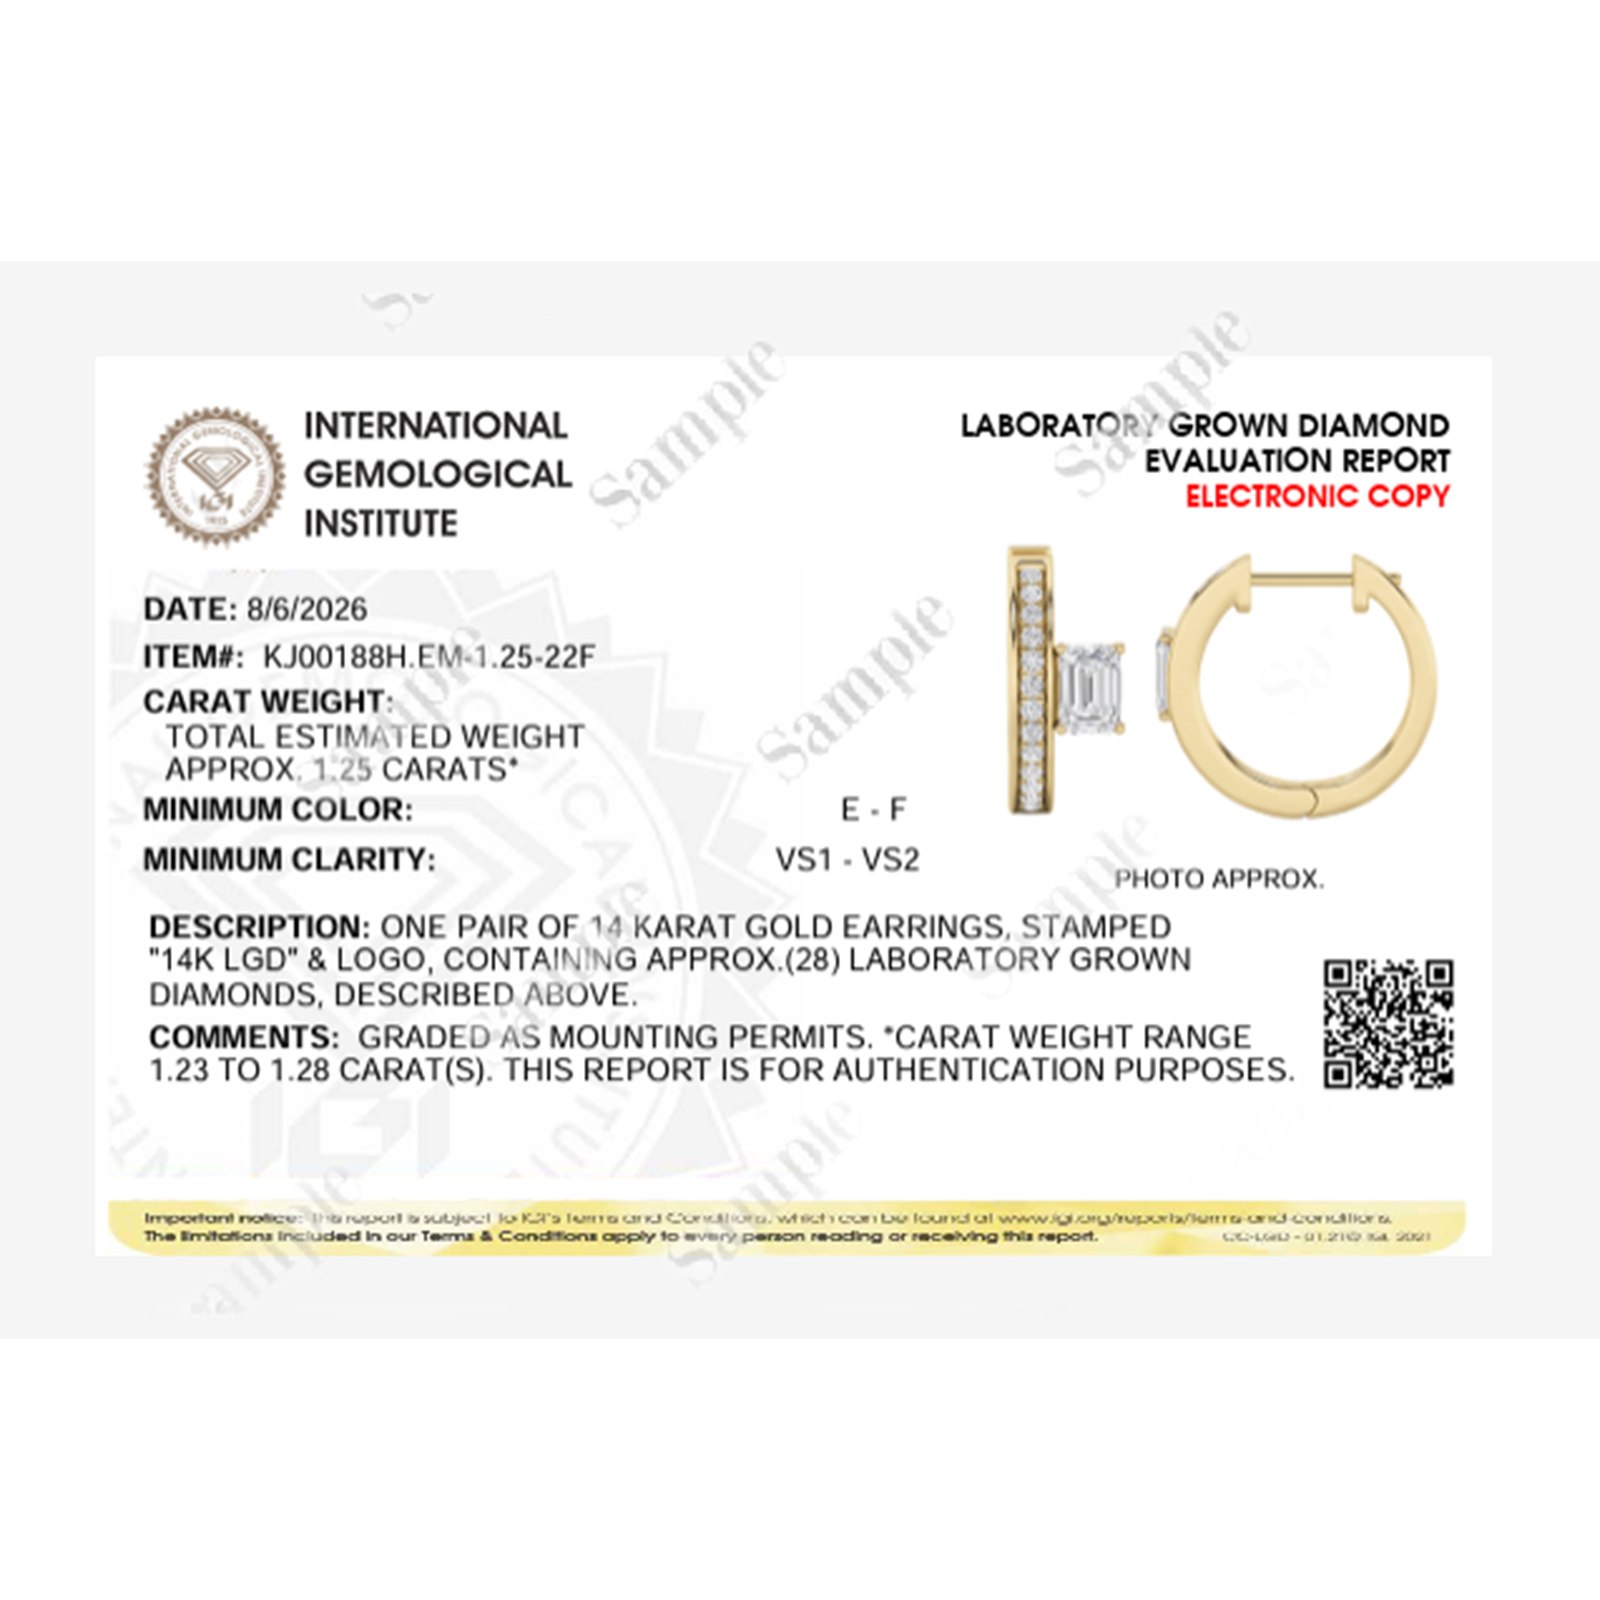 INTERNATIONAL
GEMOLOGICAL
INSTITUTE
LABORATORY GROWN DIAMOND
EVALUATION REPORT
ELECTRONIC COPY
DATE: 8/6/2026
ITEM#: KJ00188H.EM-1.25-22F
CARAT WEIGHT:
TOTAL ESTIMATED WEIGHT
APPROX. 1.25 CARATS*
MINIMUM COLOR: E - F
MINIMUM CLARITY: VS1 - VS2
PHOTO APPROX.
DESCRIPTION: ONE PAIR OF 14 KARAT GOLD EARRINGS, STAMPED
"14K LGD" & LOGO, CONTAINING APPROX.(28) LABORATORY GROWN
DIAMONDS, DESCRIBED ABOVE.
COMMENTS: GRADED AS MOUNTING PERMITS. *CARAT WEIGHT RANGE
1.23 TO 1.28 CARAT(S). THIS REPORT IS FOR AUTHENTICATION PURPOSES.
Important notice: This report is subject to IGI's Terms and Conditions, which can be found at www.igi.org/reports/terms-and-conditions.
The limitations included in our Terms & Conditions apply to every person reading or receiving this report.
Sample
Sample
Sample
Sample
Sample
Sample
Sample
Sample